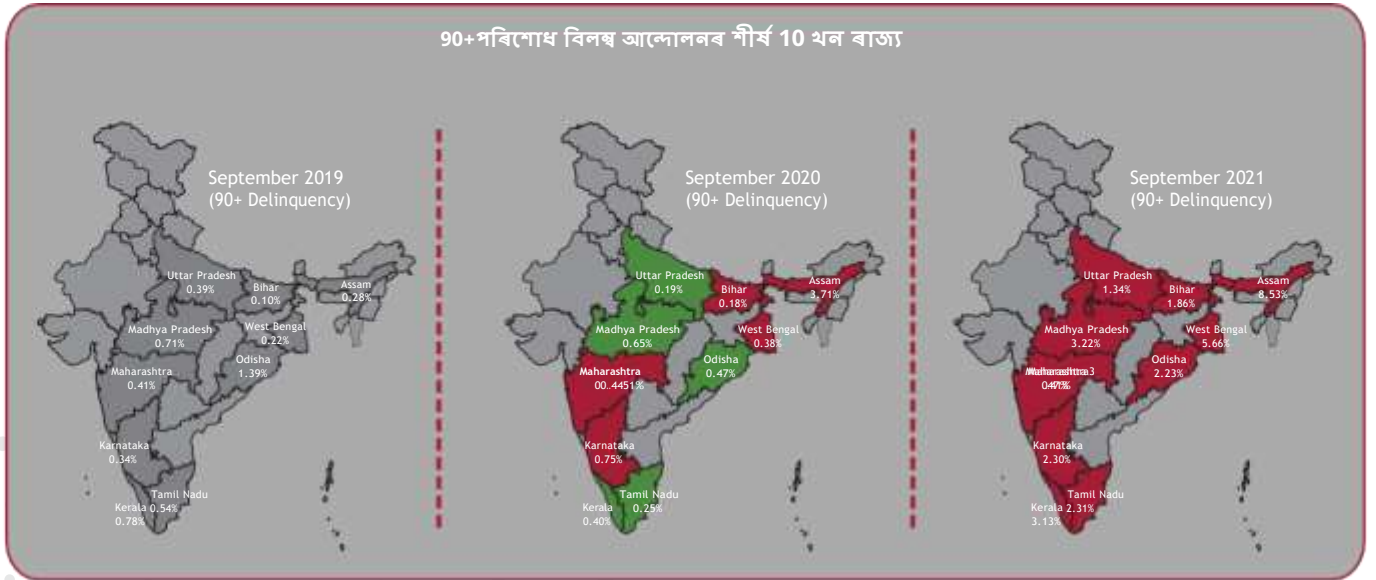 90+পৰিশোধ বিলম্ব আন্দোলনৰ শীৰ্ষ 10 থন ৰাজ্য
September 2019
(90+ Delinquency)
Uttar Pradesh
0.39%
Bihar
0.10%
Assam
0.28%
Madhya Pradesh
0.71%
West Bengal
0.22%
Odisha
1.39%
Maharashtra
0.41%
Karnataka
0.34%
Tamil Nadu
0.54%
Kerala
0.78%
September 2020
(90+ Delinquency)
Uttar Pradesh
0.19%
Bihar
0.18%
Assam
3.71%
Madhya Pradesh
0.65%
West Bengal
0.38%
Odisha
0.47%
Maharashtra
Karnataka
0.75%
Tamil Nadu
0.25%
Kerala
0.40%
September 2021
(90+ Delinquency)
Uttar Pradesh
1.34%
Bihar
1.86%
Assam
8.53%
Madhya Pradesh
3.22%
West Bengal
5.66%
Odisha
2.23%
Karnataka
2.30%
Tamil Nadu
2.31%
Kerala
3.13%